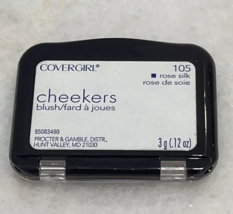 COVERGIRL®
105
rose silk
rose de soie
cheekers
blush/fard à joues
95083490
PROCTER & GAMBLE, DISTR.,
HUNT VALLEY, MD 21030
3 g (.12 oz)